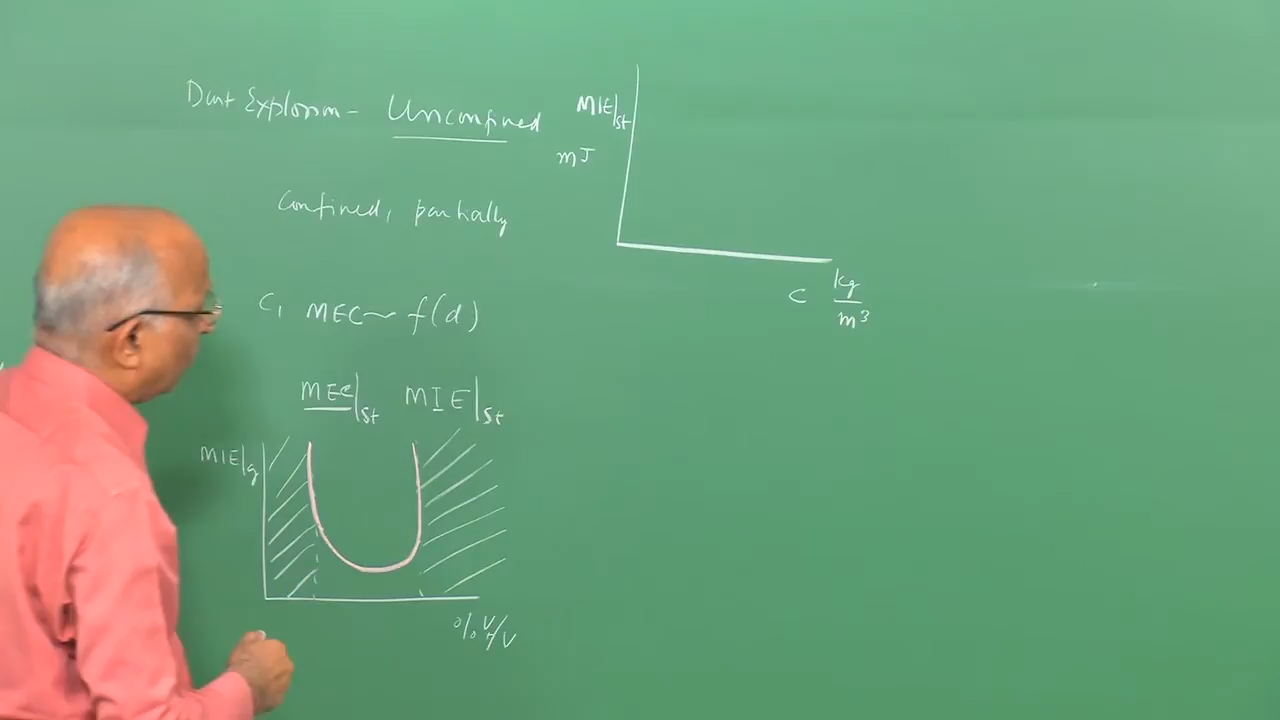 Dust Explosion - Unconfined
Confined, partially
C, MEC ~ f(d)
MEC|st MIE|st
MIE|g
% V/V
MIE|st
mJ
C kg/m³